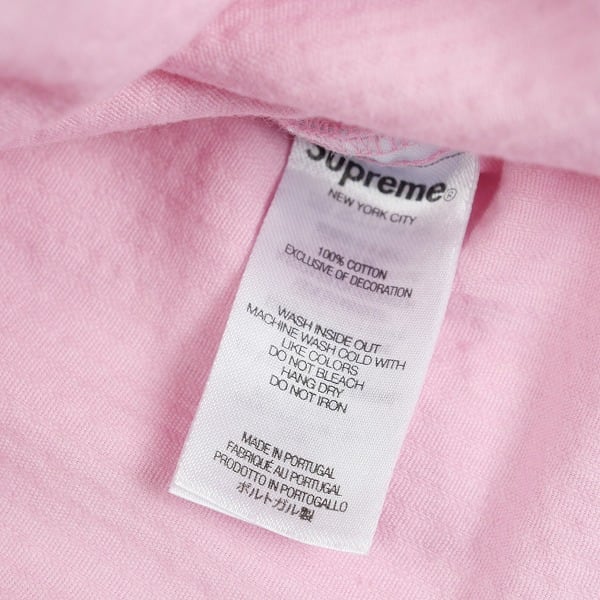 Supreme®
NEW YORK CITY
100% COTTON
EXCLUSIVE OF DECORATION
WASH INSIDE OUT
MACHINE WASH COLD WITH
LIKE COLORS
DO NOT BLEACH
HANG DRY
DO NOT IRON
MADE IN PORTUGAL
FABRIQUÉ AU PORTUGAL
PRODOTTO IN PORTOGALLO
ポルトガル製